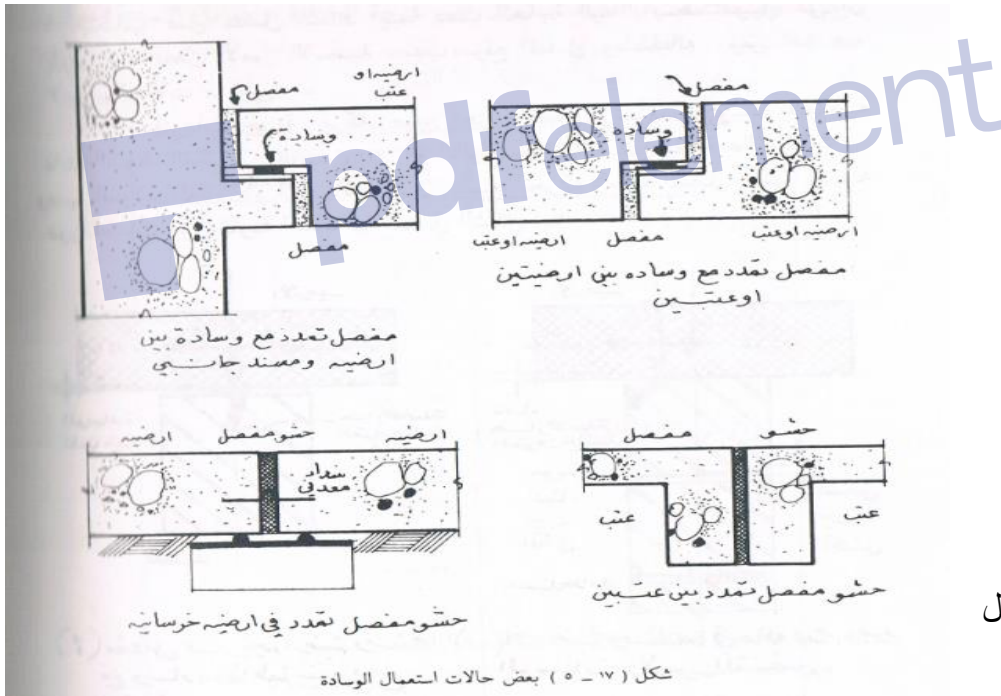 مفصل
ارضية او
عتب
وسادة
مفصل
مفصل تمدد مع وسادة بين
ارضية ومسند جانبي
مفصل
وسادة
ارضية او عتب
مفصل
ارضية او عتب
مفصل تمدد مع وساده بين ارضيتين
او عتبتين
ارضية
حشو مفصل
ارضية
سداد
معدني
حشو مفصل تمدد في ارضية خرسانية
مفصل
حشو
عتب
عتب
حشو مفصل تمدد بين عتبتين
ل
شكل ( ١٧ – ٥ ) بعض حالات استعمال الوسادة
pdfelement